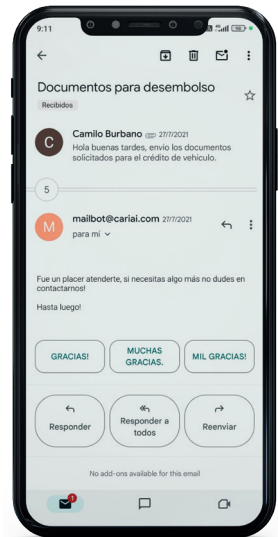 9:11
Documentos para desembolso
Recibidos
C
Camilo Burbano 27/7/2021
Hola buenas tardes, envio los documentos
solicitados para el crédito de vehículo.
5
M
mailbot@cariai.com 27/7/2021
para mí
Fue un placer atenderte, si necesitas algo más no dudes en
contactarnos!
Hasta luego!
GRACIAS!
MUCHAS
GRACIAS.
MIL GRACIAS!
Responder
Responder a
todos
Reenviar
No add-ons available for this email
1